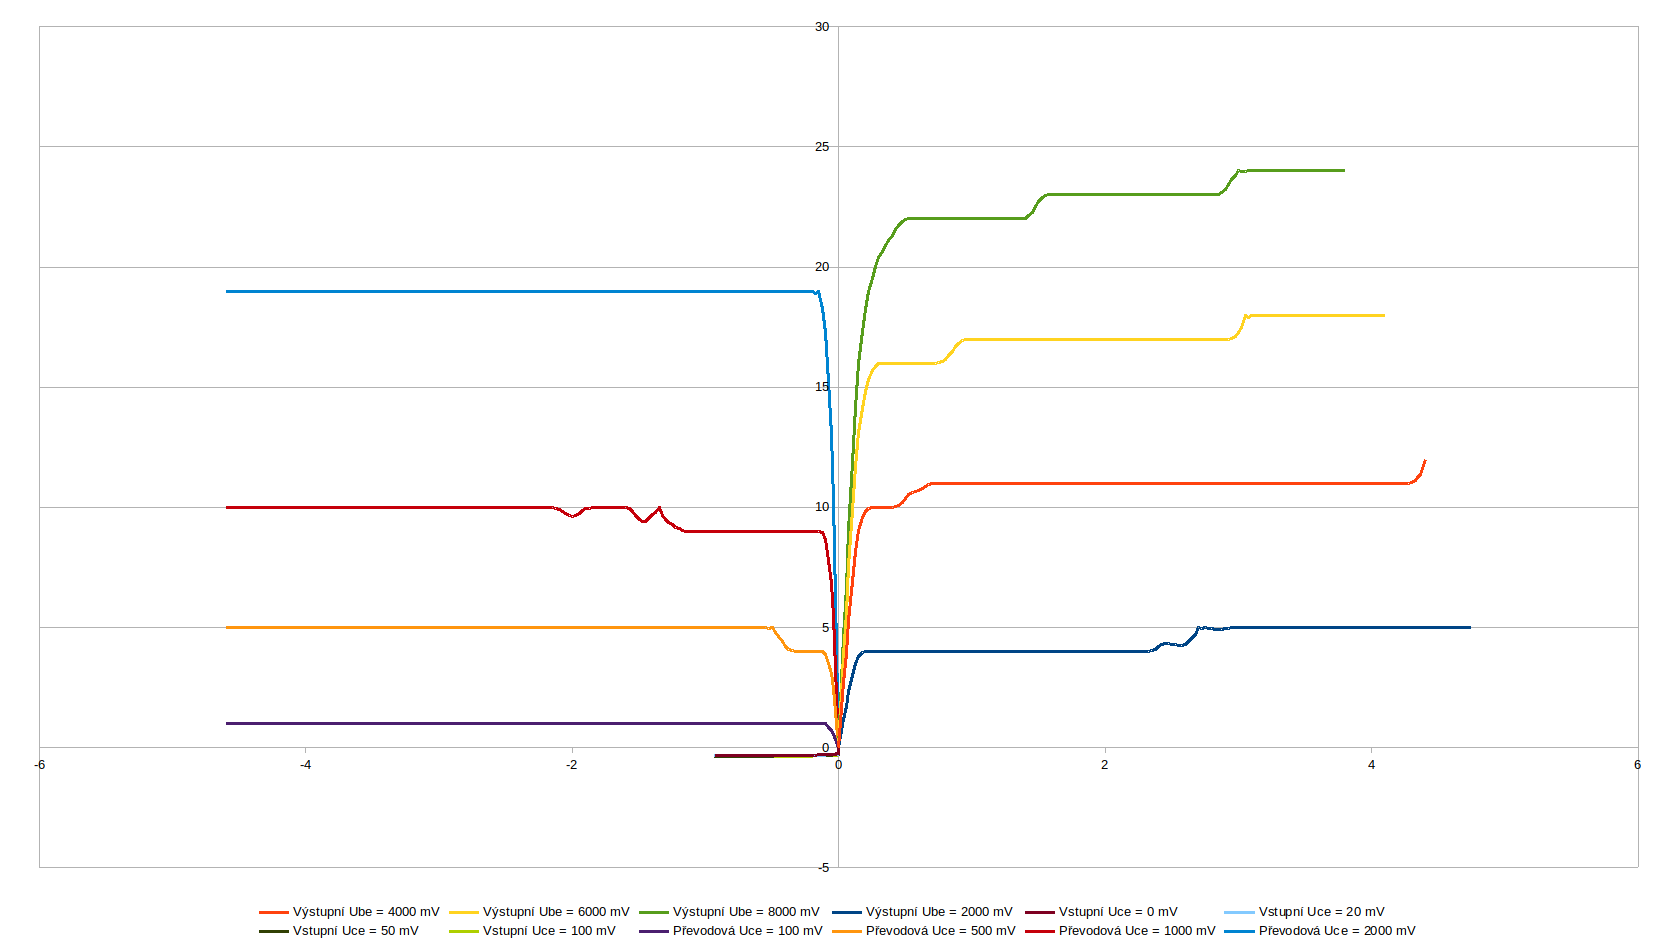 30
25
20
15
10
5
0
-6 -4 -2 0 2 4 6
-5
Výstupní Ube = 4000 mV Výstupní Ube = 6000 mV Výstupní Ube = 8000 mV Výstupní Ube = 2000 mV Vstupní Uce = 0 mV Vstupní Uce = 20 mV
Vstupní Uce = 50 mV Vstupní Uce = 100 mV Převodová Uce = 100 mV Převodová Uce = 500 mV Převodová Uce = 1000 mV Převodová Uce = 2000 mV